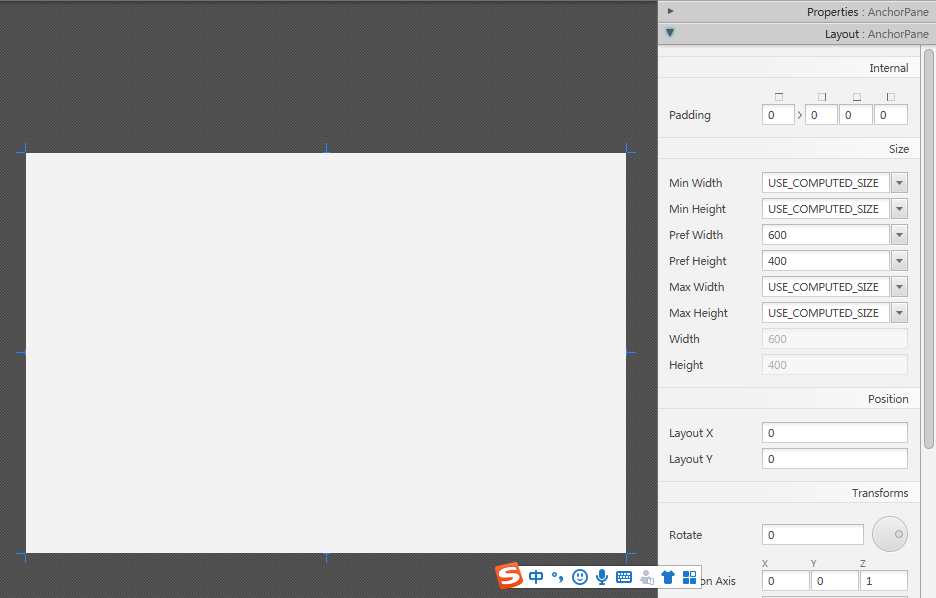 Properties : AnchorPane
Layout : AnchorPane
Internal
Padding 0 0 0 0
Size
Min Width USE_COMPUTED_SIZE
Min Height USE_COMPUTED_SIZE
Pref Width 600
Pref Height 400
Max Width USE_COMPUTED_SIZE
Max Height USE_COMPUTED_SIZE
Width 600
Height 400
Position
Layout X 0
Layout Y 0
Transforms
Rotate 0
X Y Z
on Axis 0 0 1
S 中